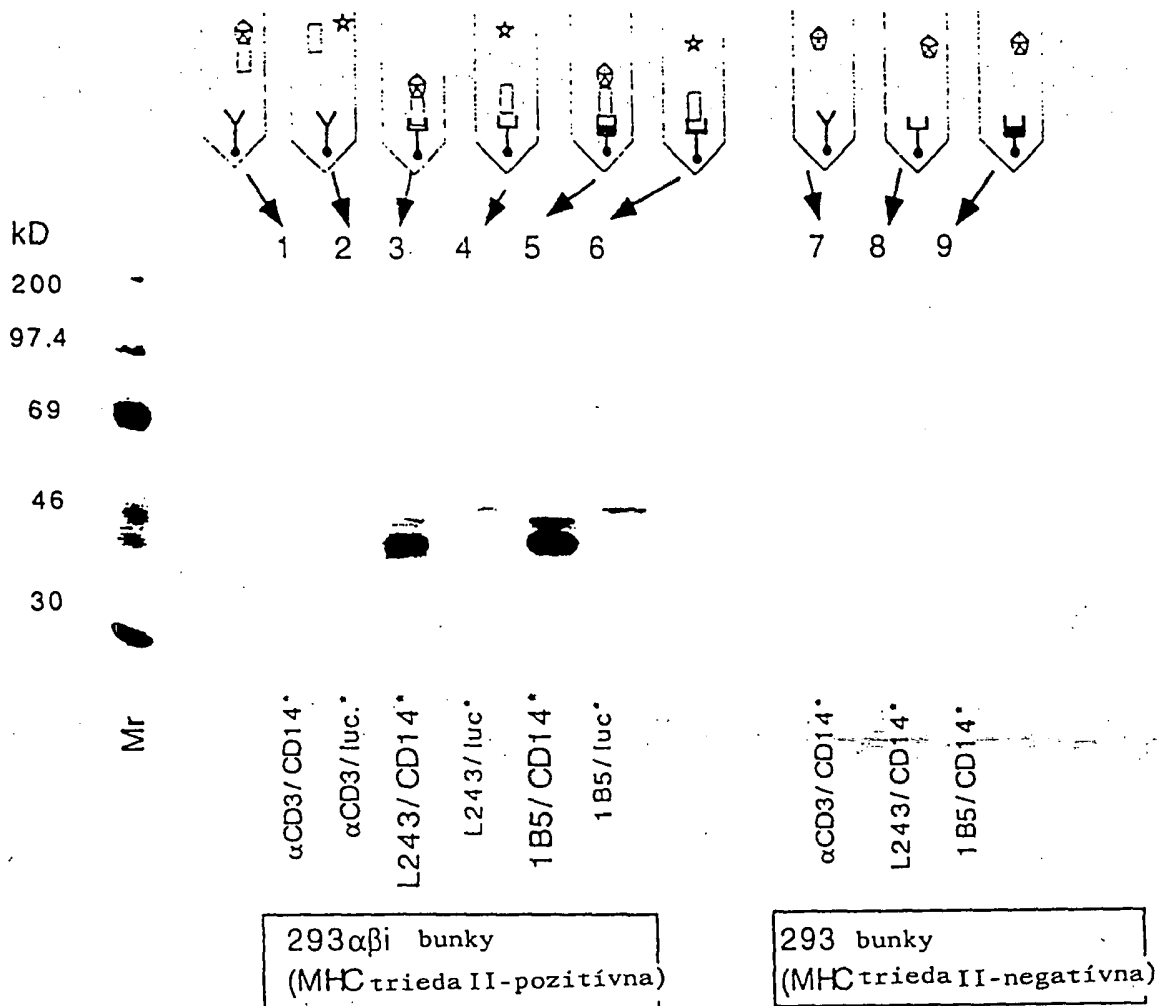 1 2 3 4 5 6 7 8 9
kD
200
97.4
69
46
30
Mr
αCD3/CD14*
αCD3/luc.*
L243/CD14*
L243/luc*
1B5/CD14*
1B5/luc*
αCD3/CD14*
L243/CD14*
1B5/CD14*
293αβi bunky
(MHC trieda II-pozitívna)
293 bunky
(MHC trieda II-negatívna)